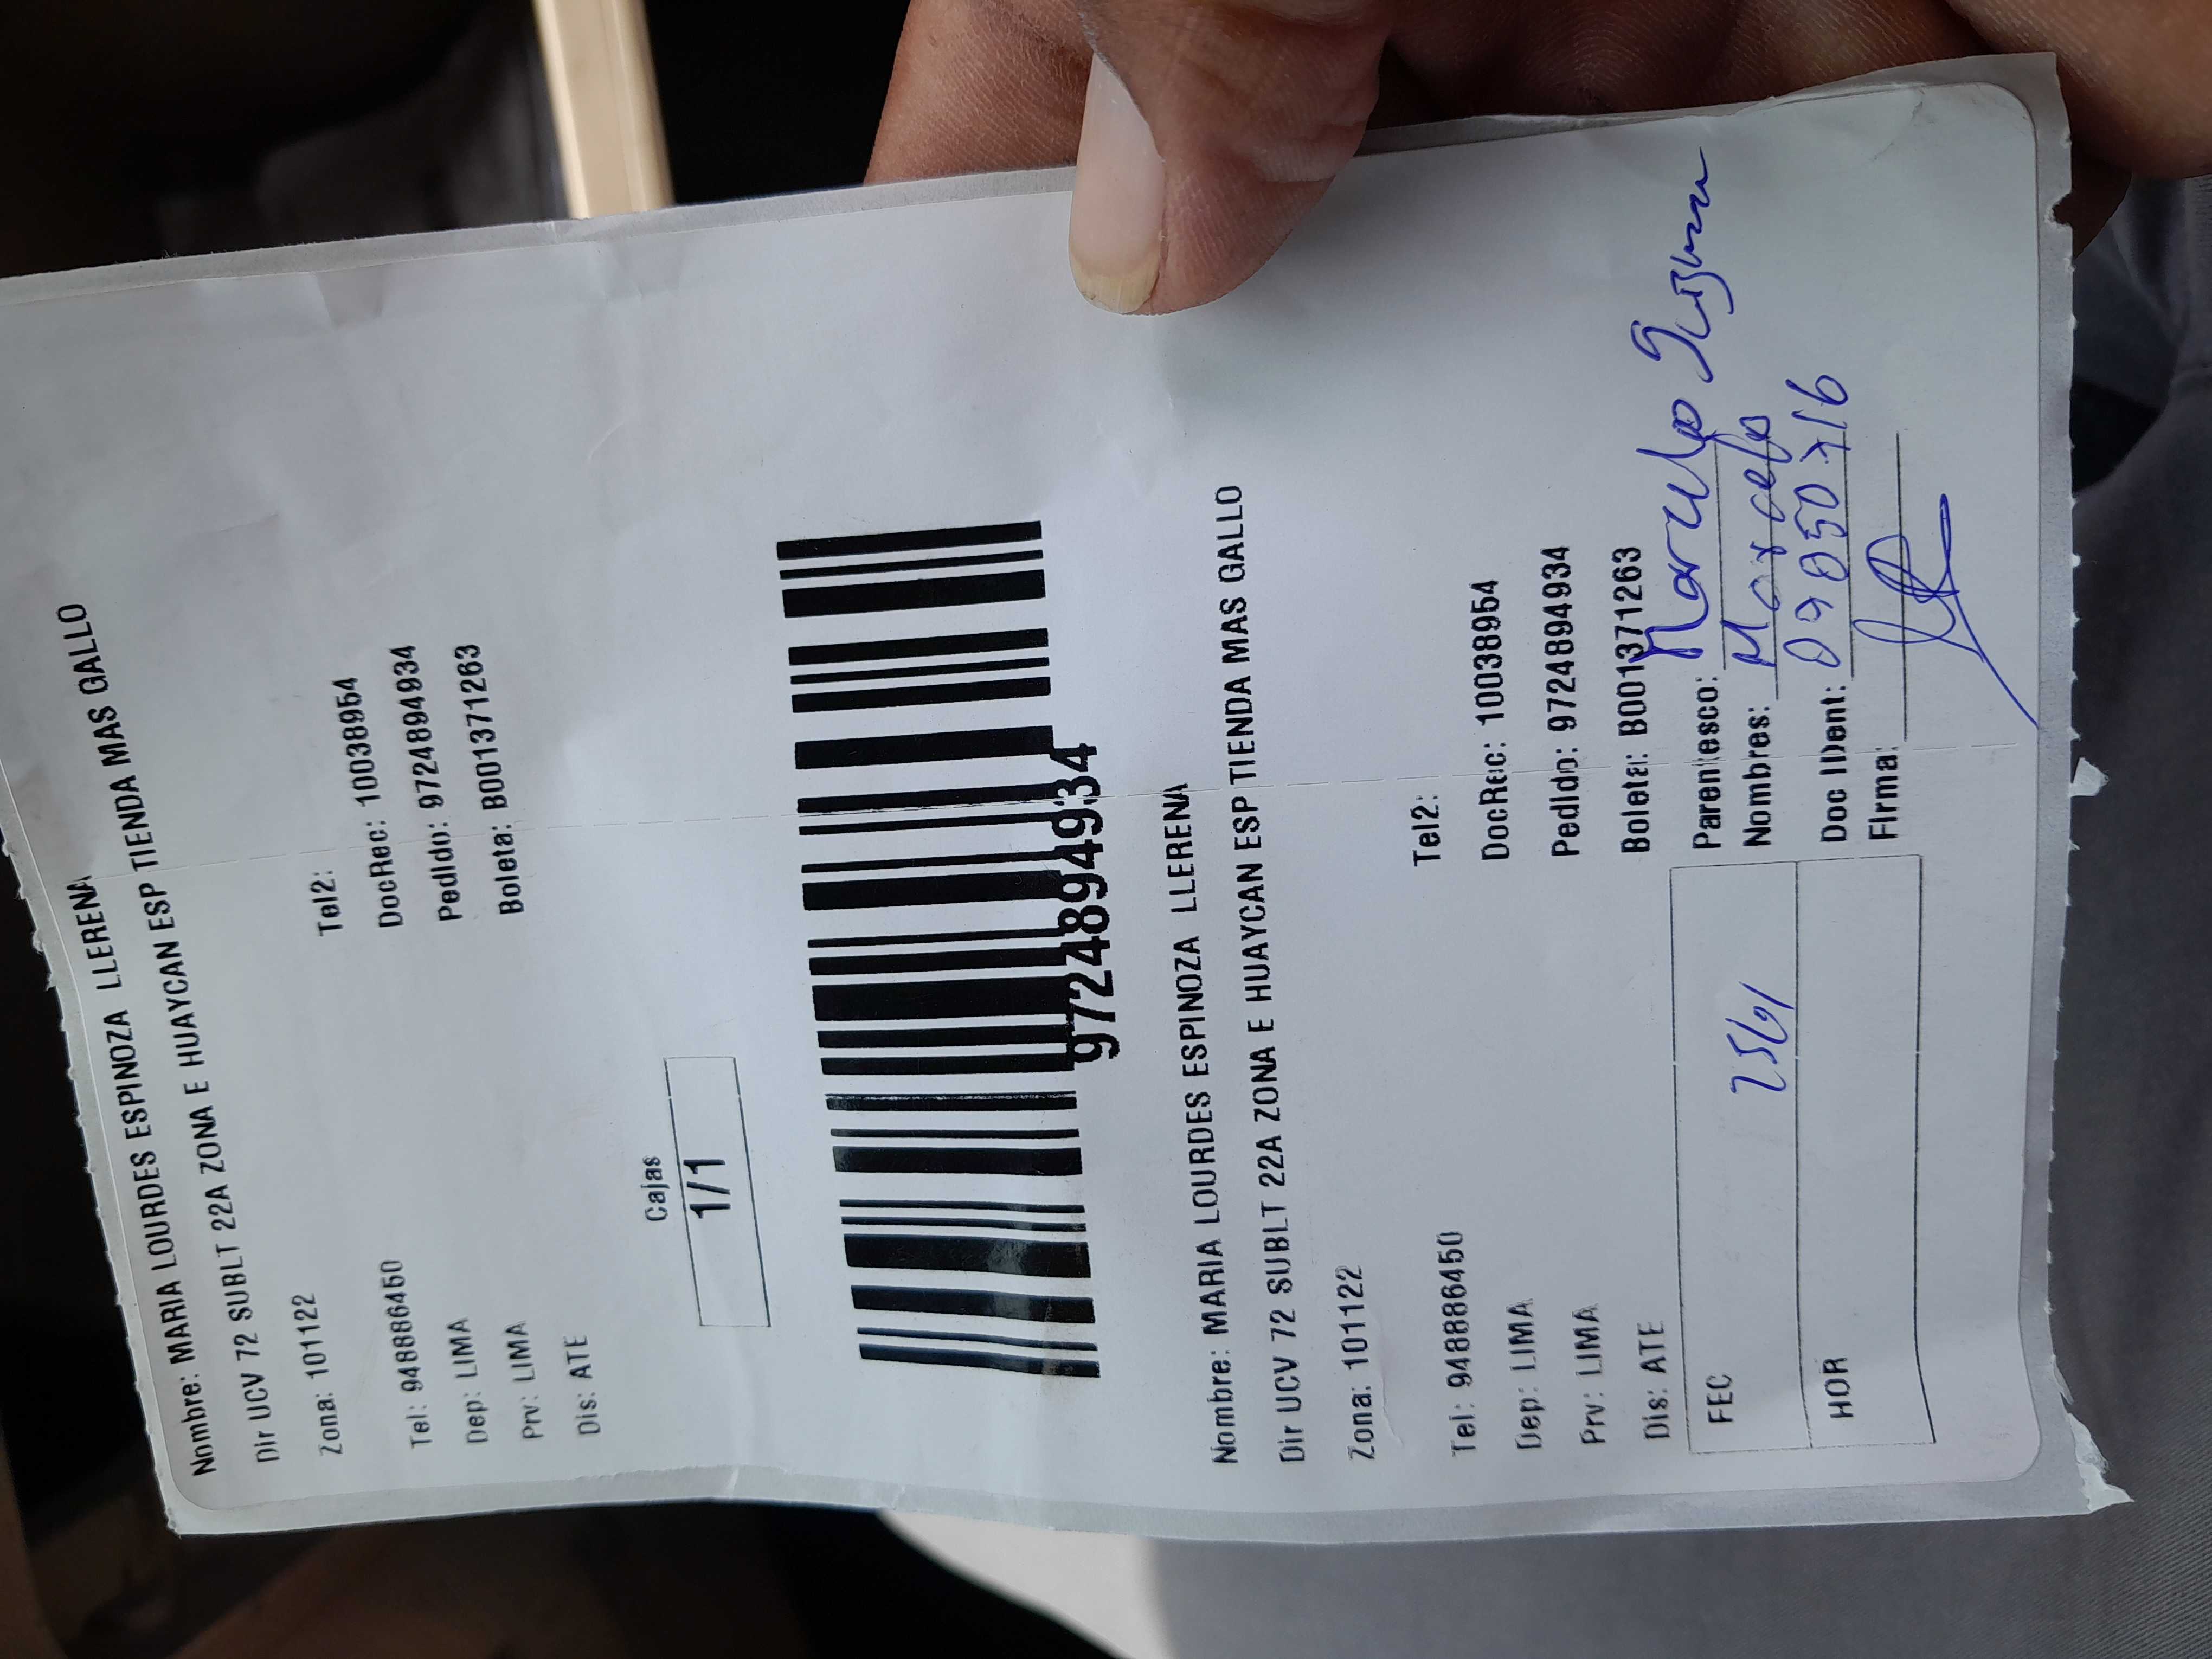 Nombre: MARIA LOURDES ESPINOZA LLERENA
Dir UCV 72 SUBLT 22A ZONA E HUAYCAN ESP TIENDA MAS GALLO
Zona: 101122
Tel2:
Tel: 948886450
DocRec: 10038954
Dep: LIMA
Pedido: 9724894934
Prv: LIMA
Boleta: B001371263
Dis: ATE
Cajas
1/1
9724894934
Nombre: MARIA LOURDES ESPINOZA LLERENA
Dir UCV 72 SUBLT 22A ZONA E HUAYCAN ESP TIENDA MAS GALLO
Zona: 101122
Tel2:
Tel: 948886450
DocRec: 10038954
Dep: LIMA
Pedido: 9724894934
Prv: LIMA
Boleta: B001371263
Dis: ATE
Parentesco: Marcelo
FEC
Nombres: Marcelo
HOR
Doc IDent:
Firma: